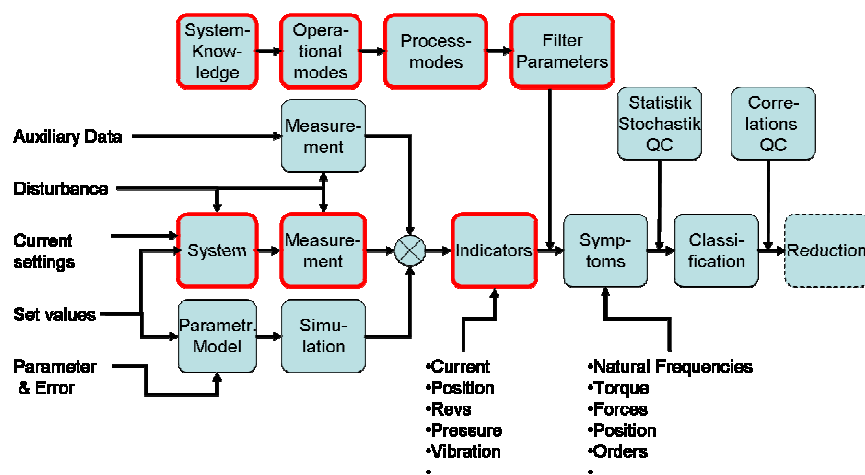 System-
Know-
ledge
Opera-
tional
modes
Process-
modes
Filter
Parameters
Statistik
Stochastik
QC
Corre-
lations
QC
Auxiliary Data
Measure-
ment
Disturbance
Current
settings
System
Measure-
ment
Indicators
Symp-
toms
Classi-
fication
Reduction
Set values
Parametr.
Model
Simu-
lation
Parameter
& Error
•Current
•Position
•Revs
•Pressure
•Vibration
•
•Natural Frequencies
•Torque
•Forces
•Position
•Orders
•